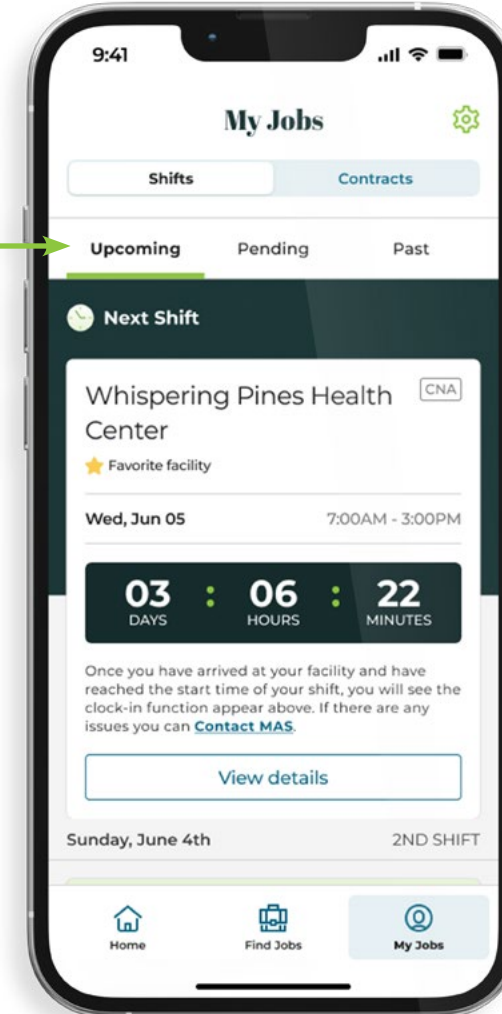 9:41
My Jobs
Shifts Contracts
Upcoming Pending Past
Next Shift
Whispering Pines Health CNA
Center
Favorite facility
Wed, Jun 05 7:00AM - 3:00PM
03 : 06 : 22
DAYS HOURS MINUTES
Once you have arrived at your facility and have
reached the start time of your shift, you will see the
clock-in function appear above. If there are any
issues you can Contact MAS.
View details
Sunday, June 4th 2ND SHIFT
Home Find Jobs My Jobs